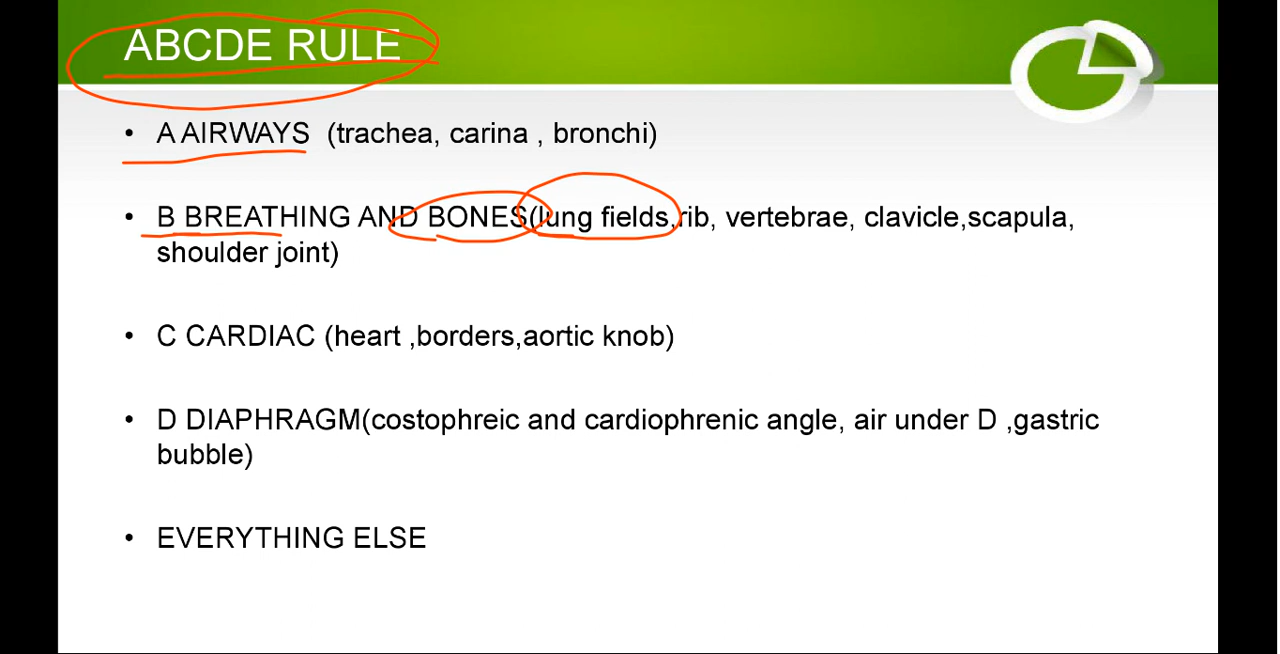 ABCDE RULE
• A AIRWAYS (trachea, carina , bronchi)
• B BREATHING AND BONES(lung fields,rib, vertebrae, clavicle,scapula,
shoulder joint)
• C CARDIAC (heart ,borders,aortic knob)
• D DIAPHRAGM(costophreic and cardiophrenic angle, air under D ,gastric
bubble)
• EVERYTHING ELSE